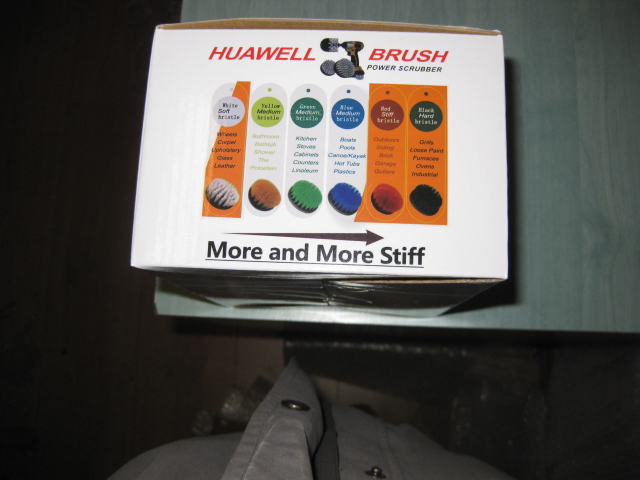 HUAWELL BRUSH
POWER SCRUBBER
White
Soft
bristle
Wheels
Carpet
Upholstery
Glass
Leather
Yellow
Medium
bristle
Bathroom
Bathtub
Shower
Tile
Porcelain
Green
Medium
bristle
Kitchen
Stoves
Cabinets
Counters
Linoleum
Blue
Medium
bristle
Boats
Pools
Canoe/Kayak
Hot Tubs
Plastics
Red
Stiff
bristle
Outdoors
Siding
Brick
Garage
Gutters
Black
Hard
bristle
Grills
Loose Paint
Furnaces
Ovens
Industrial
More and More Stiff